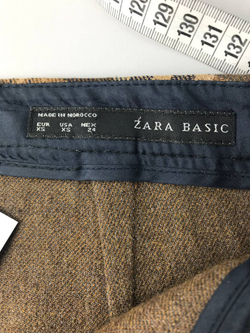 129 130 131 132
MADE IN MOROCCO
EUR USA MEX
XS XS 24
ZARA BASIC